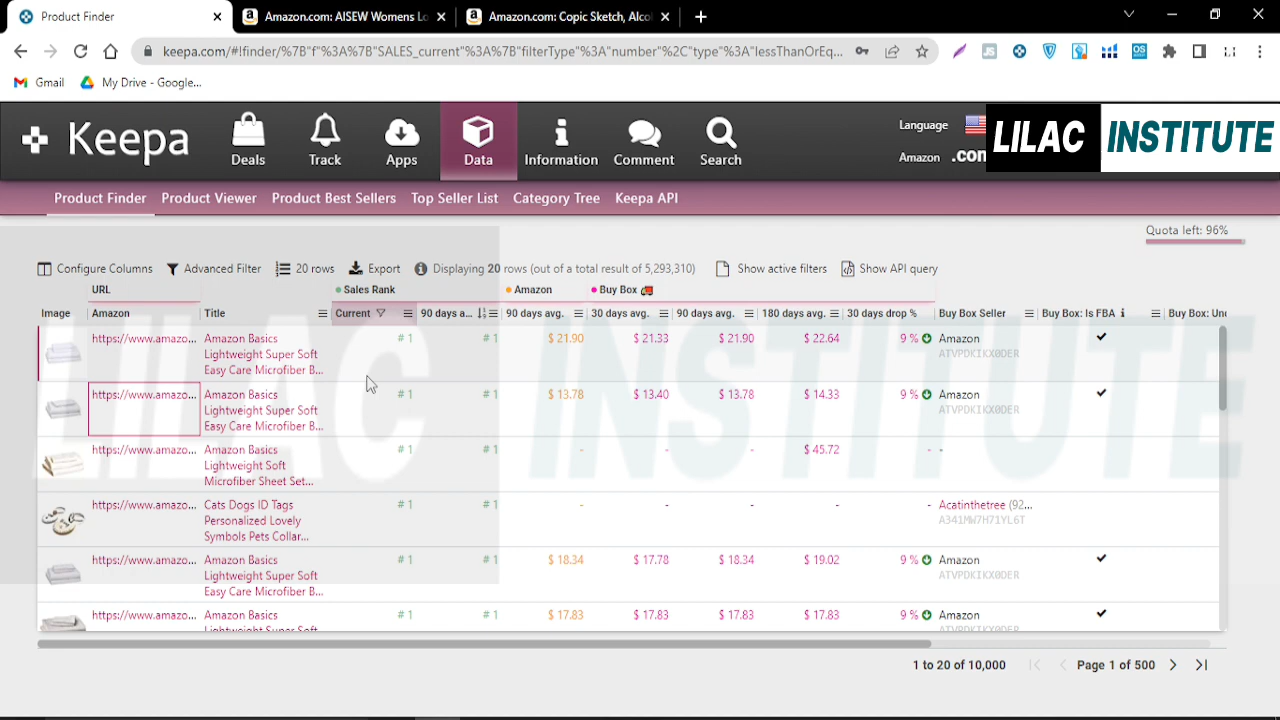 Product Finder
Amazon.com: AISEW Womens Lo
Amazon.com: Copic Sketch, Alco
keepa.com/#!finder/%7B"f"%3A%7B"SALES_current"%3A%7B"filterType"%3A"number"%2C"type"%3A"lessThanOrEq...
Gmail
My Drive - Google...
Keepa
Deals
Track
Apps
Data
Information
Comment
Search
Language
Amazon .com
LILAC INSTITUTE
Product Finder Product Viewer Product Best Sellers Top Seller List Category Tree Keepa API
Quota left: 96%
Configure Columns Advanced Filter 20 rows Export Displaying 20 rows (out of a total result of 5,293,310) Show active filters Show API query
URL Sales Rank Amazon Buy Box
Image Amazon Title Current 90 days a... 90 days avg. 30 days avg. 90 days avg. 180 days avg. 30 days drop % Buy Box Seller Buy Box: Is FBA Buy Box: Unc
https://www.amazo... Amazon Basics # 1 # 1 $ 21.90 $ 21.33 $ 21.90 $ 22.64 9 % Amazon
Lightweight Super Soft ATVPDKIKX0DER
Easy Care Microfiber B...
https://www.amazo... Amazon Basics # 1 # 1 $ 13.78 $ 13.40 $ 13.78 $ 14.33 9 % Amazon
Lightweight Super Soft ATVPDKIKX0DER
Easy Care Microfiber B...
https://www.amazo... Amazon Basics # 1 # 1 - - - $ 45.72 - -
Lightweight Soft
Microfiber Sheet Set...
https://www.amazo... Cats Dogs ID Tags # 1 # 1 - - - - - Acatinthetree (92...
Personalized Lovely A341MW7H71YL6T
Symbols Pets Collar...
https://www.amazo... Amazon Basics # 1 # 1 $ 18.34 $ 17.78 $ 18.34 $ 19.02 9 % Amazon
Lightweight Super Soft ATVPDKIKX0DER
Easy Care Microfiber B...
https://www.amazo... Amazon Basics # 1 # 1 $ 17.83 $ 17.83 $ 17.83 $ 17.83 9 % Amazon
Lightweight Super Soft ATVPDKIKX0DER
LILAC INSTITUTE
1 to 20 of 10,000 Page 1 of 500